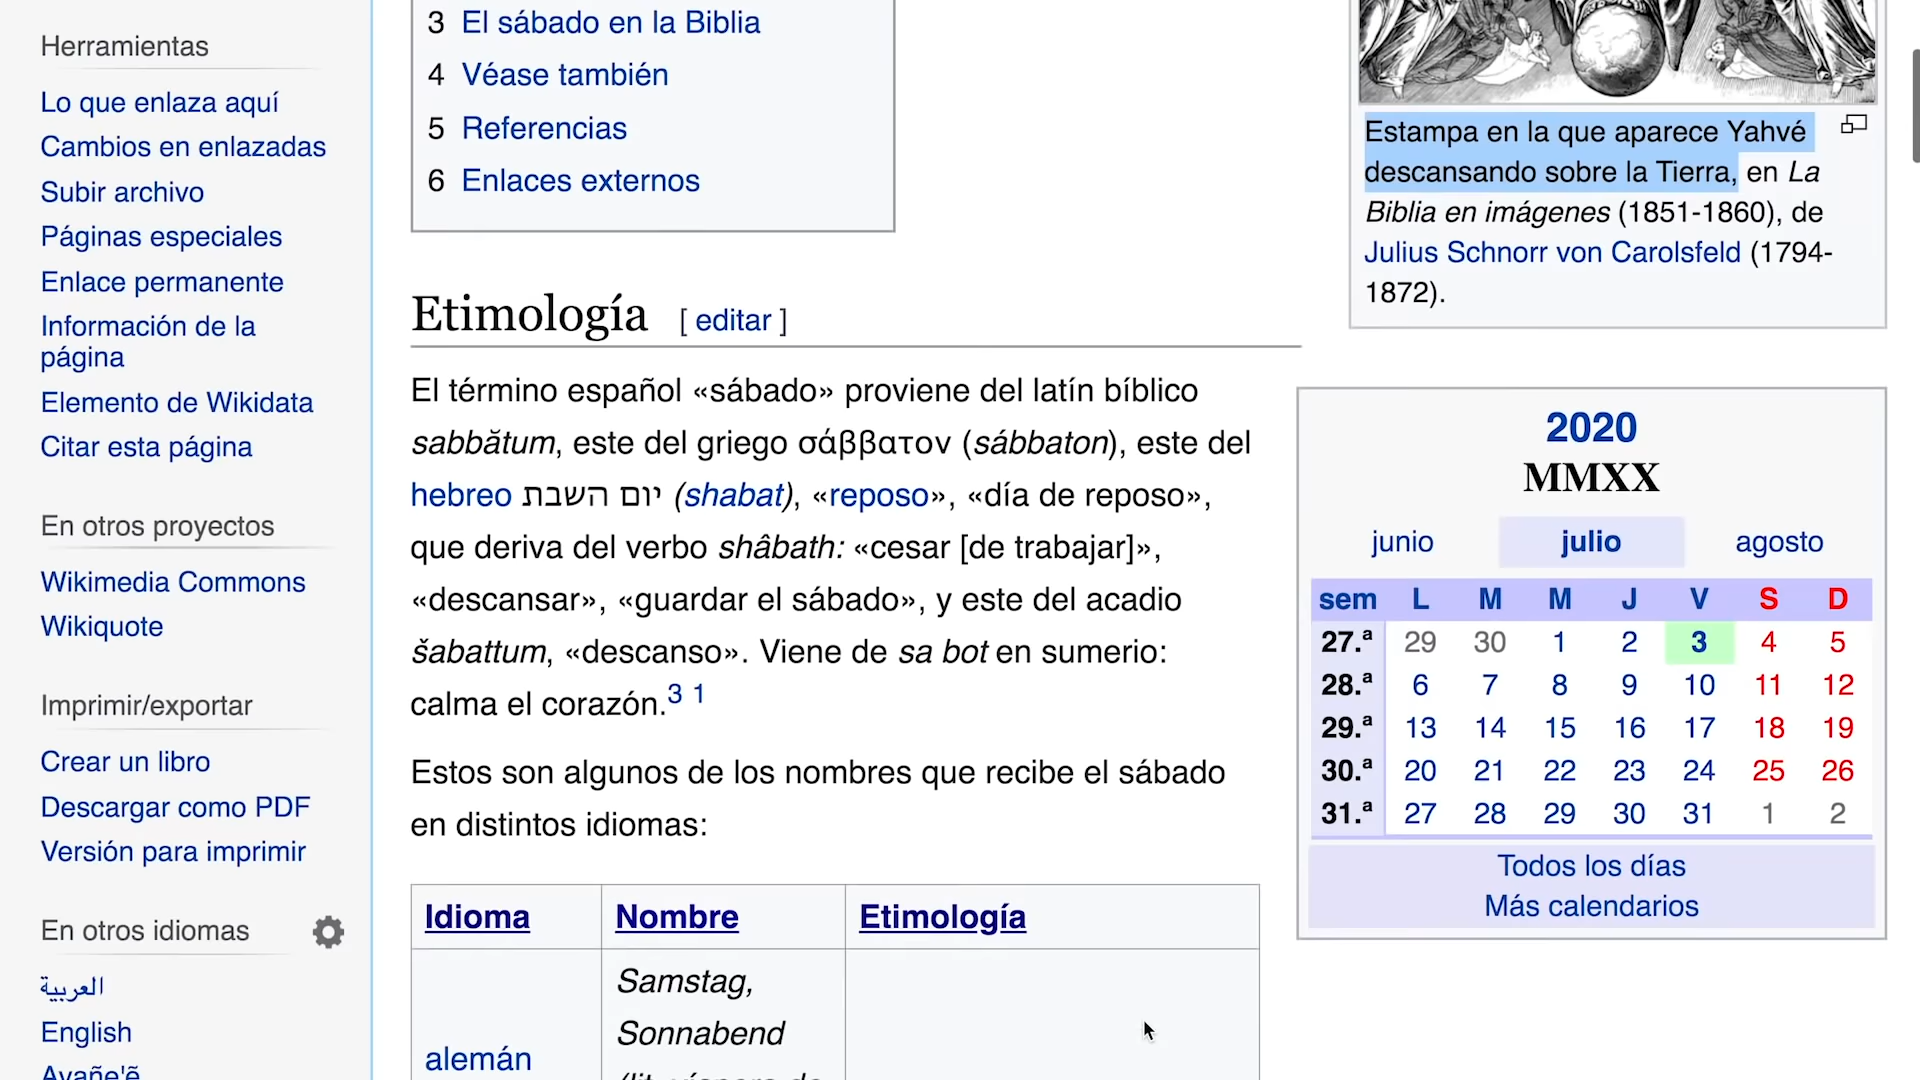 Herramientas
Lo que enlaza aquí
Cambios en enlazadas
Subir archivo
Páginas especiales
Enlace permanente
Información de la
página
Elemento de Wikidata
Citar esta página
En otros proyectos
Wikimedia Commons
Wikiquote
Imprimir/exportar
Crear un libro
Descargar como PDF
Versión para imprimir
En otros idiomas
العربية
English
Avañe'ẽ
3 El sábado en la Biblia
4 Véase también
5 Referencias
6 Enlaces externos
Etimología [ editar ]
El término español «sábado» proviene del latín bíblico
sabbătum, este del griego σάββατον (sábbaton), este del
hebreo יום השבת (shabat), «reposo», «día de reposo»,
que deriva del verbo shâbath: «cesar [de trabajar]»,
«descansar», «guardar el sábado», y este del acadio
šabattum, «descanso». Viene de sa bot en sumerio:
calma el corazón.3 1
Estos son algunos de los nombres que recibe el sábado
en distintos idiomas:
Idioma Nombre Etimología
Samstag,
Sonnabend
alemán
(lit. víspera de
Estampa en la que aparece Yahvé
descansando sobre la Tierra, en La
Biblia en imágenes (1851-1860), de
Julius Schnorr von Carolsfeld (1794-
1872).
2020
MMXX
junio julio agosto
sem L M M J V S D
27.ª 29 30 1 2 3 4 5
28.ª 6 7 8 9 10 11 12
29.ª 13 14 15 16 17 18 19
30.ª 20 21 22 23 24 25 26
31.ª 27 28 29 30 31 1 2
Todos los días
Más calendarios